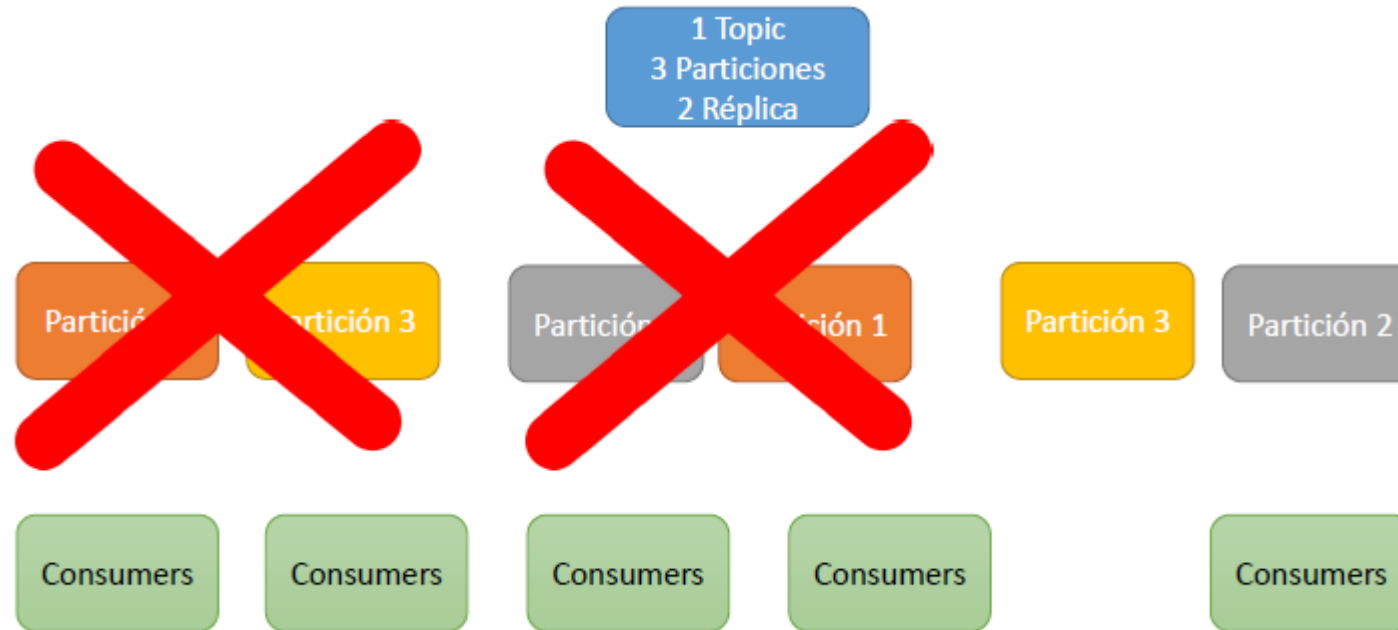 1 Topic
3 Particiones
2 Réplica
Partición 3
Partición 2
Consumers
Consumers
Consumers
Consumers
Consumers